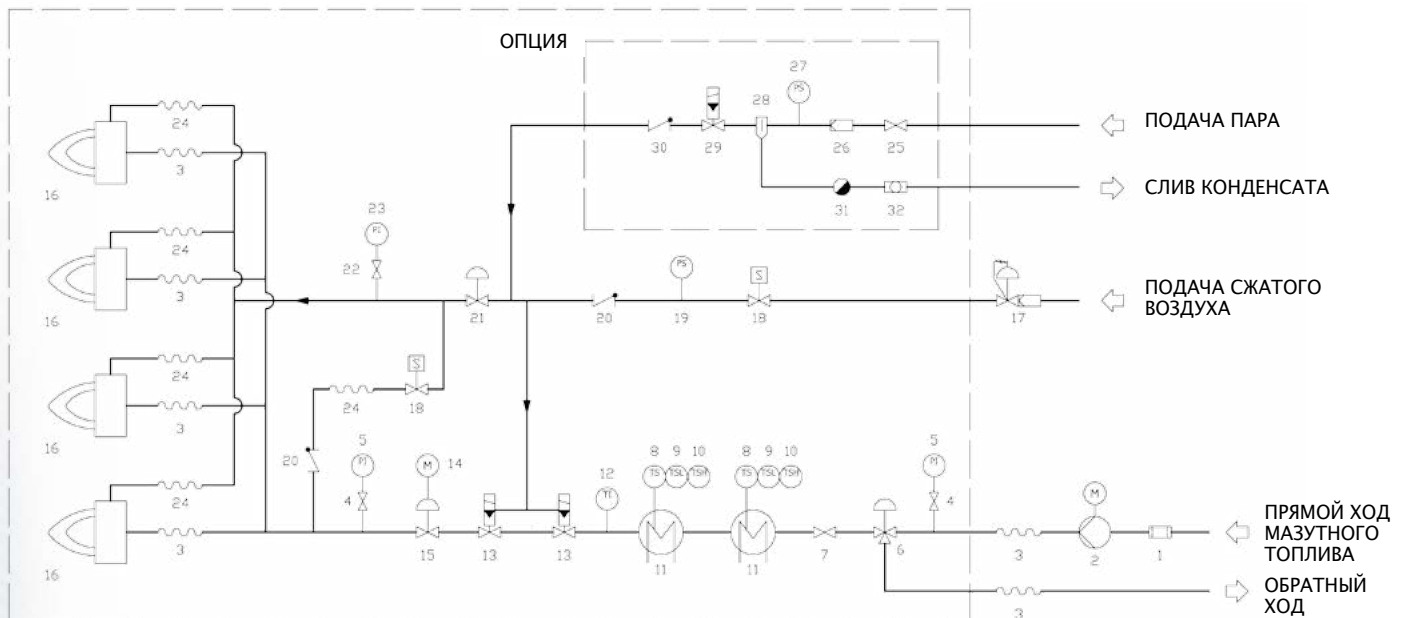 ОПЦИЯ
27
PS
28
30
29
26
25
31
32
ПОДАЧА ПАРА
СЛИВ КОНДЕНСАТА
ПОДАЧА СЖАТОГО
ВОЗДУХА
ПРЯМОЙ ХОД
МАЗУТНОГО
ТОПЛИВА
ОБРАТНЫЙ
ХОД
24
3
16
24
3
16
24
3
16
24
3
16
23
PI
22
21
20
PS
19
S
18
17
S
24
18
20
5
PI
4
M
14
15
13
13
12
TI
8
9
10
TS
TSL
TSH
11
8
9
10
TS
TSL
TSH
11
7
6
5
PI
4
3
M
2
1
3